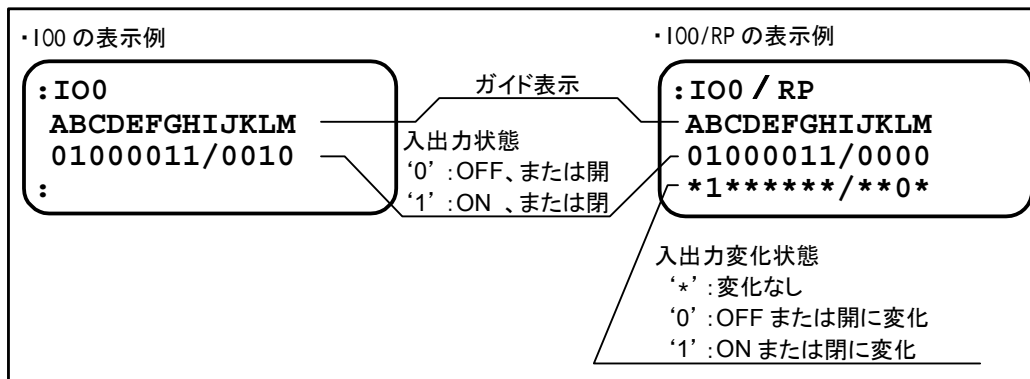 ・IO0 の表示例
:IO0
ABCDEFGHIJKLM
01000011/0010
:
ガイド表示
入出力状態
‘0’:OFF、または開
‘1’:ON 、または閉
・IO0/RP の表示例
:IO0 / RP
ABCDEFGHIJKLM
01000011/0000
*1******/**0*
入出力変化状態
‘*’:変化なし
‘0’:OFF または開に変化
‘1’:ON または閉に変化